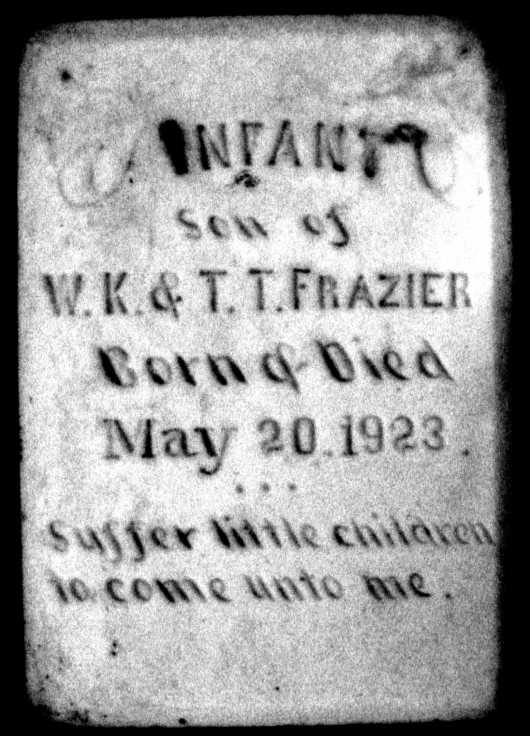 INFANT
Son of
W. K. & T. T. FRAZIER
Born & Died
May 20. 1923.
Suffer little children
to come unto me.